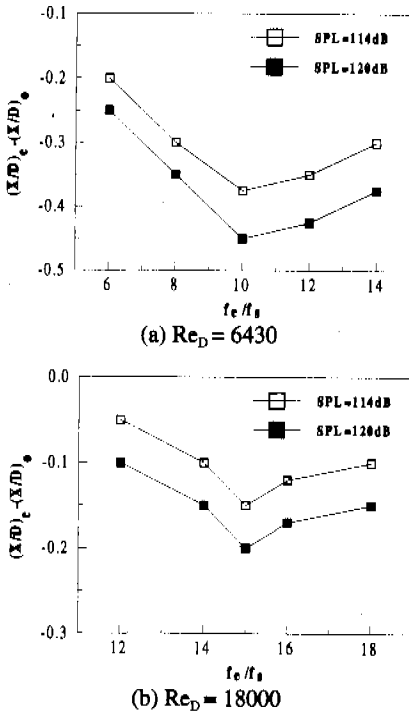 -0.1
SPL=114dB
SPL=120dB
-0.2
-0.3
-0.4
-0.5
(X/D)e-(X/D)o
6 8 10 12 14
fe/fs
(a) ReD = 6430
0.0
SPL=114dB
SPL=120dB
-0.1
-0.2
-0.3
(X/D)e-(X/D)o
12 14 16 18
fe/fs
(b) ReD = 18000